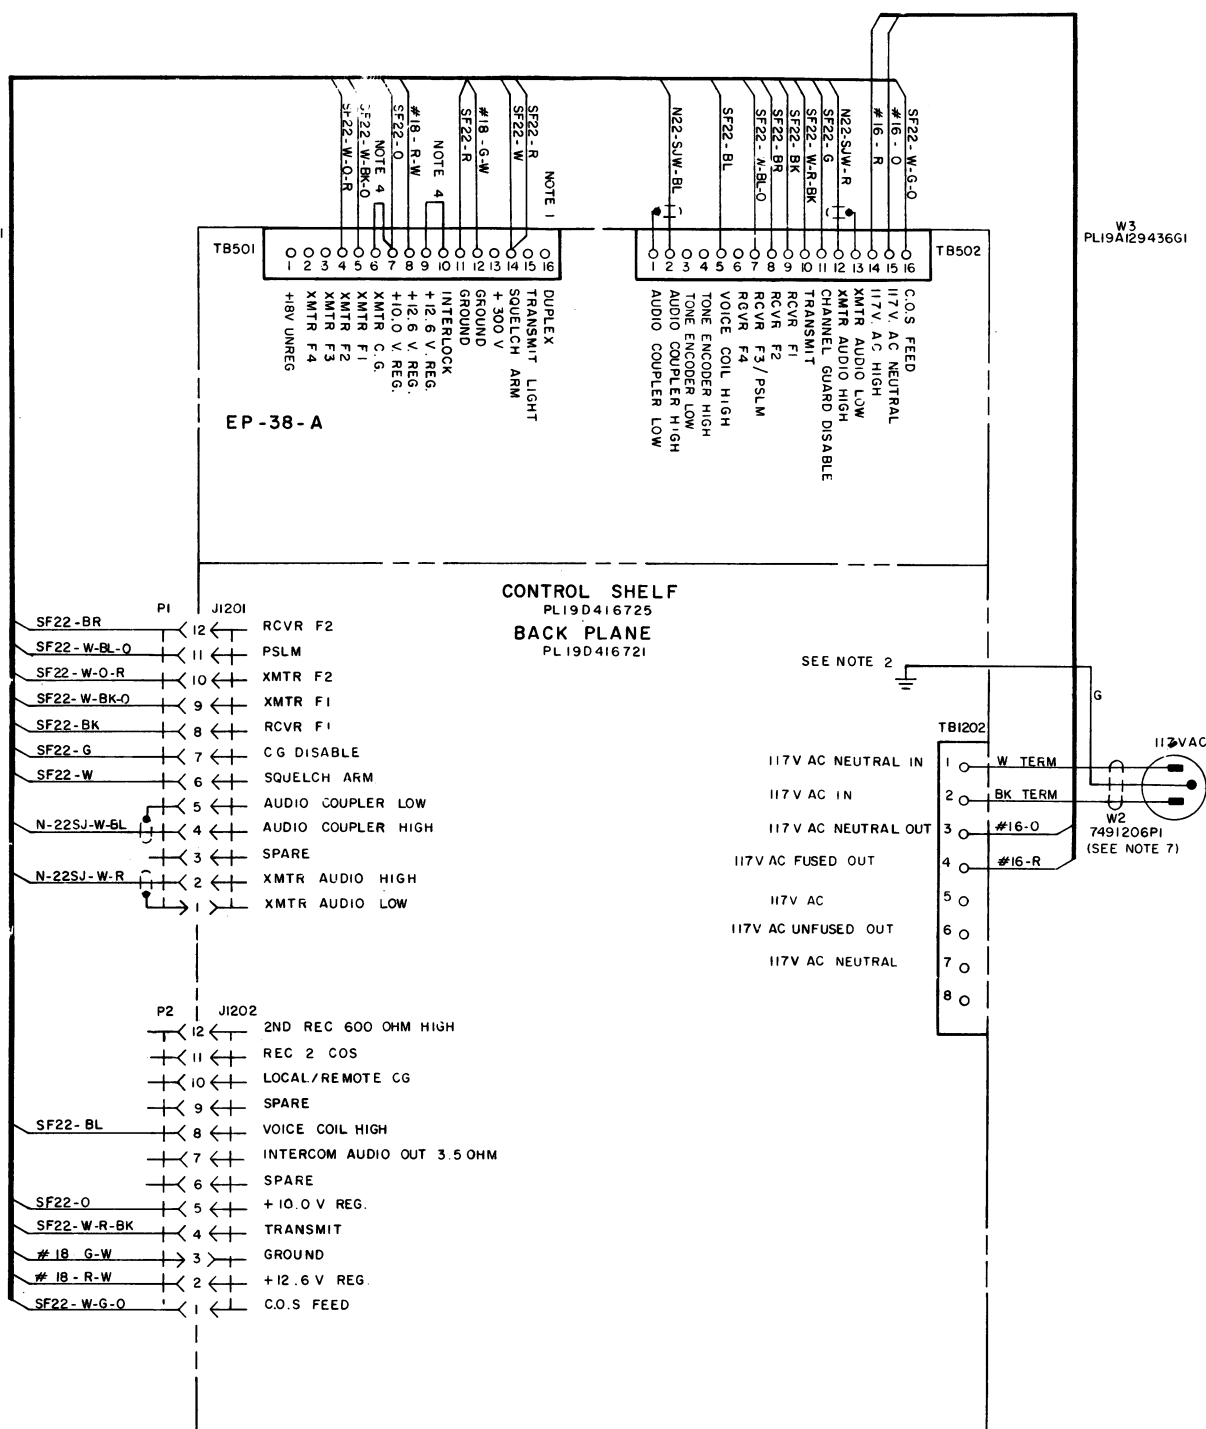 SF22-W-O-R
SF22-W-BK-O
NOTE 4
SF22-O
#18-R-W
NOTE 4
SF22-R
#18-G-W
SF22-W
SF22-R
NOTE 1
N22-SJW-BL
SF22-BL
SF22-W-BL-O
SF22-BR
SF22-BK
SF22-W-R-BK
SF22-G
N22-SJW-R
#16-R
#16-O
SF22-W-G-O
W3
PL19A129436G1
TB501
1 2 3 4 5 6 7 8 9 10 11 12 13 14 15 16
+18V UNREG
XMTR F4
XMTR F3
XMTR F2
XMTR F1
XMTR C.G.
+10.0 V. REG.
+12.6 V. REG.
+12.6 V. REG.
INTERLOCK
GROUND
GROUND
+300V
SQUELCH ARM
TRANSMIT LIGHT
DUPLEX
TB502
1 2 3 4 5 6 7 8 9 10 11 12 13 14 15 16
AUDIO COUPLER LOW
AUDIO COUPLER HIGH
TONE ENCODER LOW
TONE ENCODER HIGH
VOICE COIL HIGH
RCVR F4
RCVR F3/PSLM
RCVR F2
RCVR F1
TRANSMIT
CHANNEL GUARD DISABLE
XMTR AUDIO HIGH
XMTR AUDIO LOW
117V. AC HIGH
117V. AC NEUTRAL
C.O.S FEED
EP-38-A
CONTROL SHELF
PL19D416725
BACK PLANE
PL19D416721
P1 J1201
SF22-BR 12 RCVR F2
SF22-W-BL-O 11 PSLM
SF22-W-O-R 10 XMTR F2
SF22-W-BK-O 9 XMTR F1
SF22-BK 8 RCVR F1
SF22-G 7 CG DISABLE
SF22-W 6 SQUELCH ARM
5 AUDIO COUPLER LOW
N-22SJ-W-BL 4 AUDIO COUPLER HIGH
3 SPARE
N-22SJ-W-R 2 XMTR AUDIO HIGH
1 XMTR AUDIO LOW
SEE NOTE 2
G
TB1202
117VAC
117V AC NEUTRAL IN 1 W TERM
117V AC IN 2 BK TERM
117V AC NEUTRAL OUT 3 #16-O
117V AC FUSED OUT 4 #16-R
117V AC 5
117V AC UNFUSED OUT 6
117V AC NEUTRAL 7
8
W2
7491206P1
(SEE NOTE 7)
P2 J1202
12 2ND REC 600 OHM HIGH
11 REC 2 COS
10 LOCAL/REMOTE CG
9 SPARE
SF22-BL 8 VOICE COIL HIGH
7 INTERCOM AUDIO OUT 3.5 OHM
6 SPARE
SF22-O 5 +10.0 V REG.
SF22-W-R-BK 4 TRANSMIT
# 18 G-W 3 GROUND
# 18-R-W 2 +12.6 V REG.
SF22-W-G-O 1 C.O.S FEED